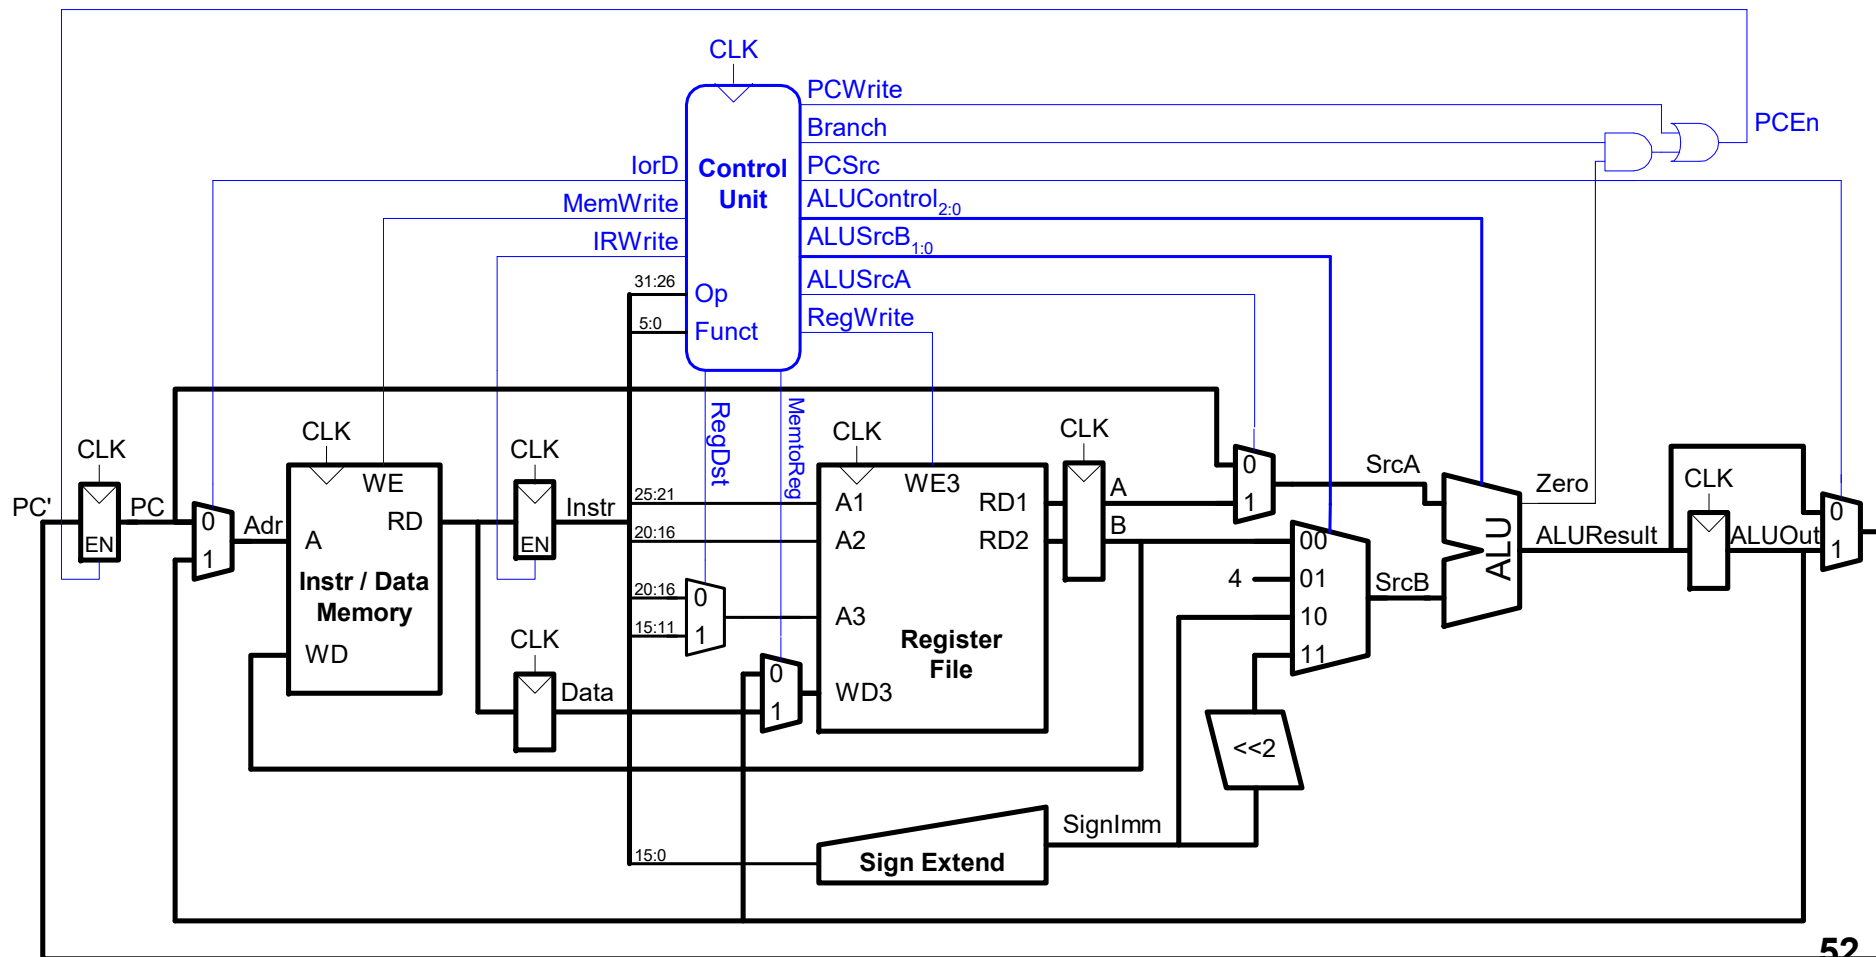 CLK
PCWrite
Branch
PCEn
IorD
Control
Unit
PCSrc
MemWrite
ALUControl2:0
IRWrite
ALUSrcB1:0
31:26
Op
ALUSrcA
5:0
Funct
RegWrite
RegDst
MemtoReg
CLK
CLK
CLK
CLK
CLK
CLK
PC'
EN
PC
0
1
Adr
WE
A
RD
Instr / Data
Memory
WD
EN
Instr
25:21
20:16
20:16
15:11
0
1
CLK
Data
0
1
WE3
A1
A2
A3
WD3
RD1
RD2
Register
File
A
B
0
1
SrcA
00
4
01
10
11
SrcB
ALU
Zero
ALUResult
ALUOut
0
1
<<2
SignImm
15:0
Sign Extend
52